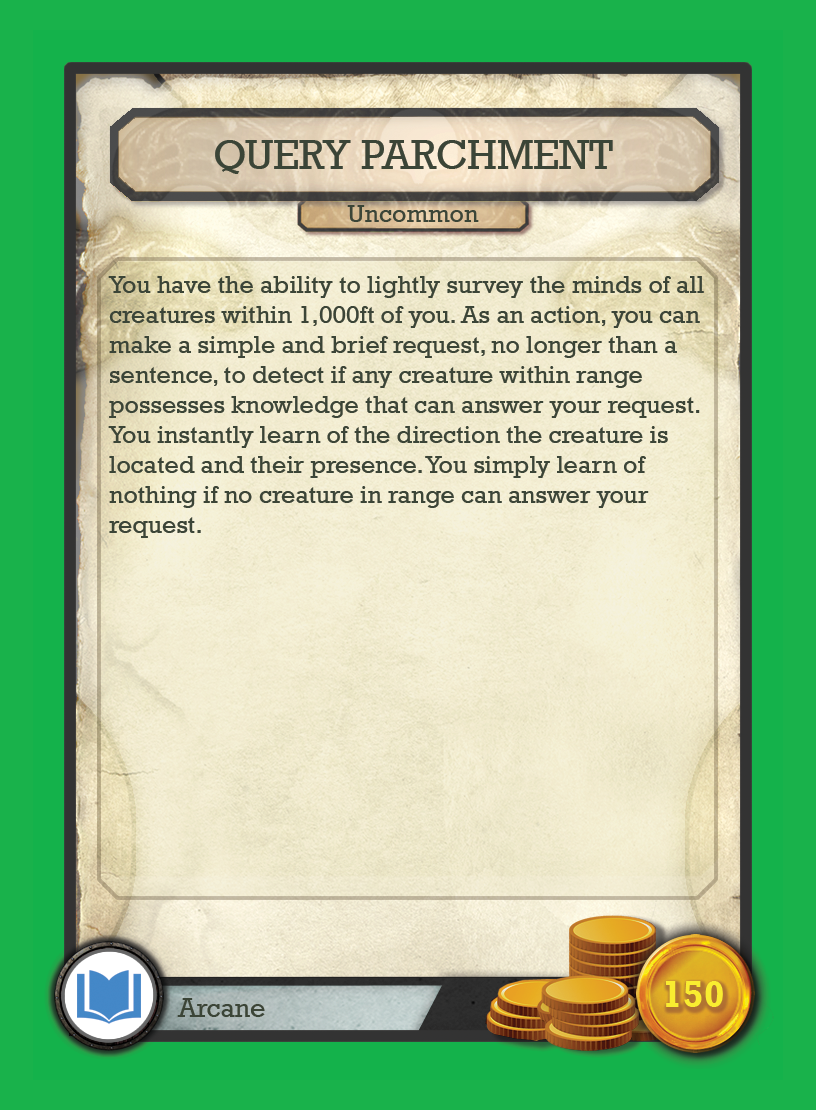 QUERY PARCHMENT
Uncommon
You have the ability to lightly survey the minds of all
creatures within 1,000ft of you. As an action, you can
make a simple and brief request, no longer than a
sentence, to detect if any creature within range
possesses knowledge that can answer your request.
You instantly learn of the direction the creature is
located and their presence. You simply learn of
nothing if no creature in range can answer your
request.
Arcane
150